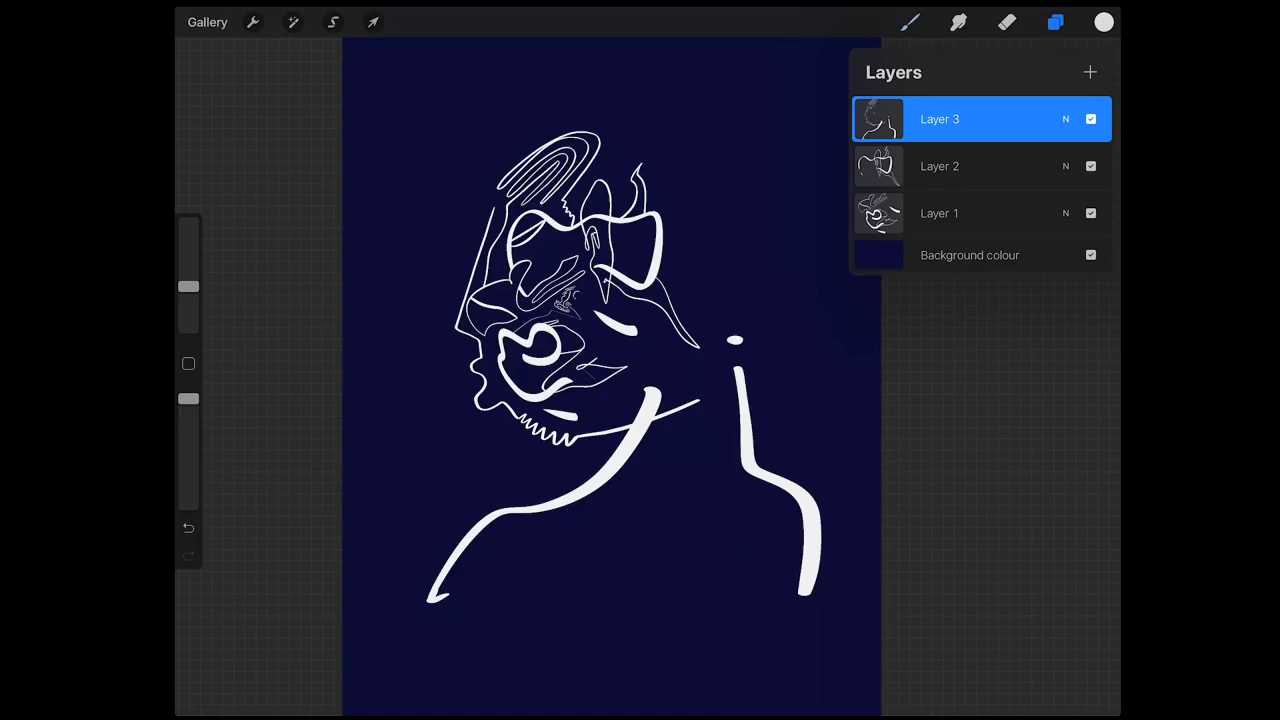 Gallery
Layers
Layer 3 N
Layer 2 N
Layer 1 N
Background colour